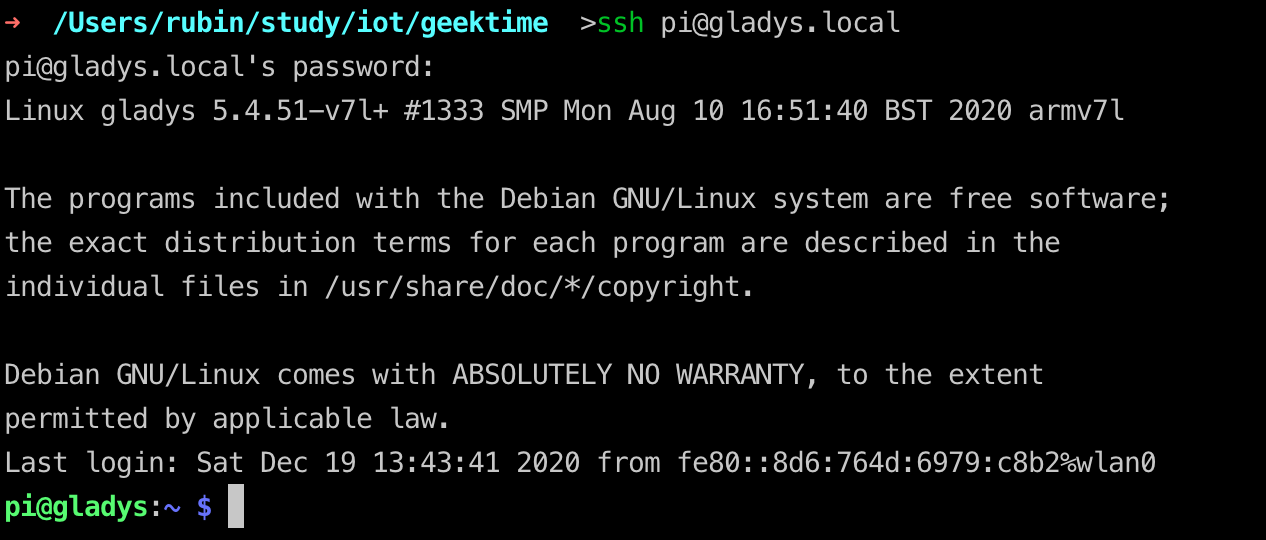 ➜  /Users/rubin/study/iot/geektime  >ssh pi@gladys.local
pi@gladys.local's password:
Linux gladys 5.4.51-v7l+ #1333 SMP Mon Aug 10 16:51:40 BST 2020 armv7l

The programs included with the Debian GNU/Linux system are free software;
the exact distribution terms for each program are described in the
individual files in /usr/share/doc/*/copyright.

Debian GNU/Linux comes with ABSOLUTELY NO WARRANTY, to the extent
permitted by applicable law.
Last login: Sat Dec 19 13:43:41 2020 from fe80::8d6:764d:6979:c8b2%wlan0
pi@gladys:~ $